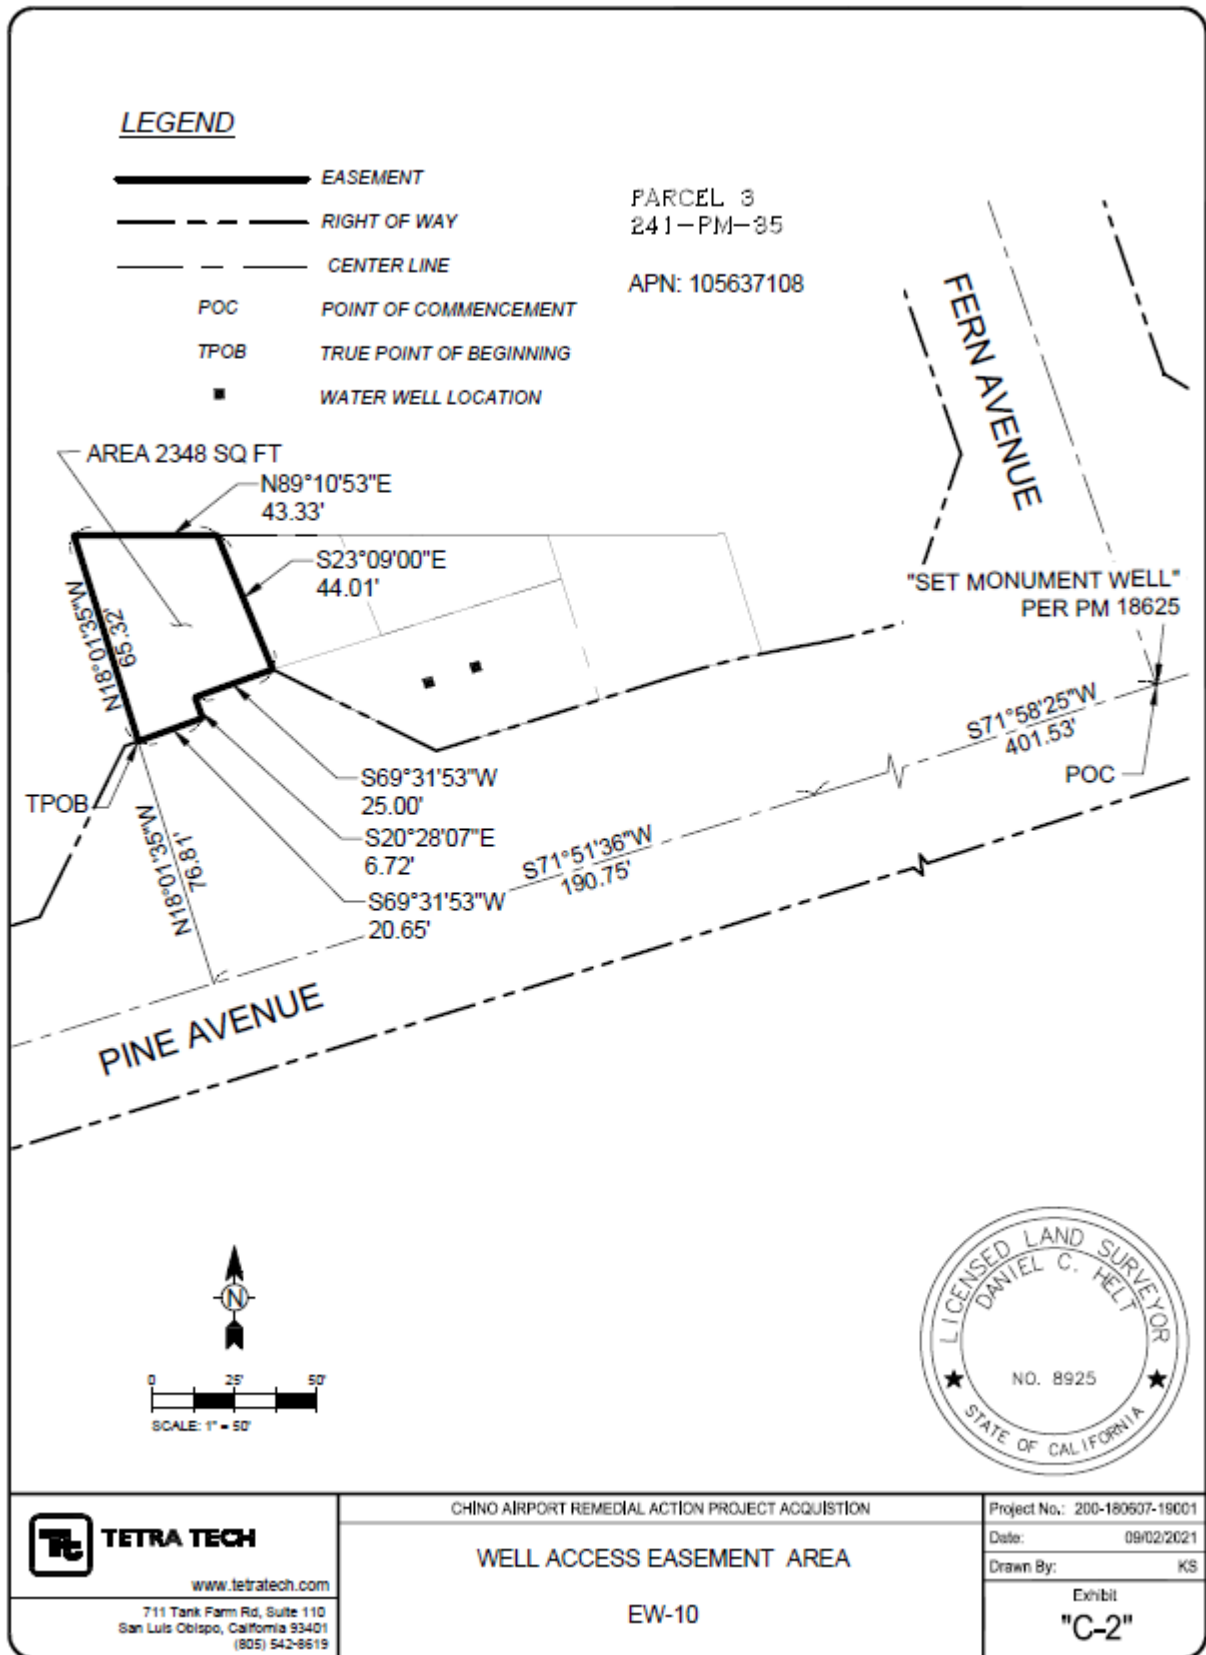 LEGEND
EASEMENT
RIGHT OF WAY
CENTER LINE
POC POINT OF COMMENCEMENT
TPOB TRUE POINT OF BEGINNING
WATER WELL LOCATION
PARCEL 3
241-PM-35
APN: 105637108
FERN AVENUE
AREA 2348 SQ FT
N89°10'53"E
43.33'
S23°09'00"E
44.01'
N18°01'35"W
65.32'
"SET MONUMENT WELL"
PER PM 18625
S71°58'25"W
401.53'
POC
TPOB
S69°31'53"W
25.00'
S20°28'07"E
6.72'
S69°31'53"W
20.65'
N18°01'35"W
76.81'
S71°51'36"W
190.75'
PINE AVENUE
N
0 25' 50'
SCALE: 1" = 50'
LICENSED LAND SURVEYOR
DANIEL C. HELT
NO. 8925
STATE OF CALIFORNIA
Tt TETRA TECH
www.tetratech.com
711 Tank Farm Rd, Suite 110
San Luis Obispo, California 93401
(805) 542-8619
CHINO AIRPORT REMEDIAL ACTION PROJECT ACQUISTION
WELL ACCESS EASEMENT AREA
EW-10
Project No.: 200-180607-19001
Date: 09/02/2021
Drawn By: KS
Exhibit
"C-2"